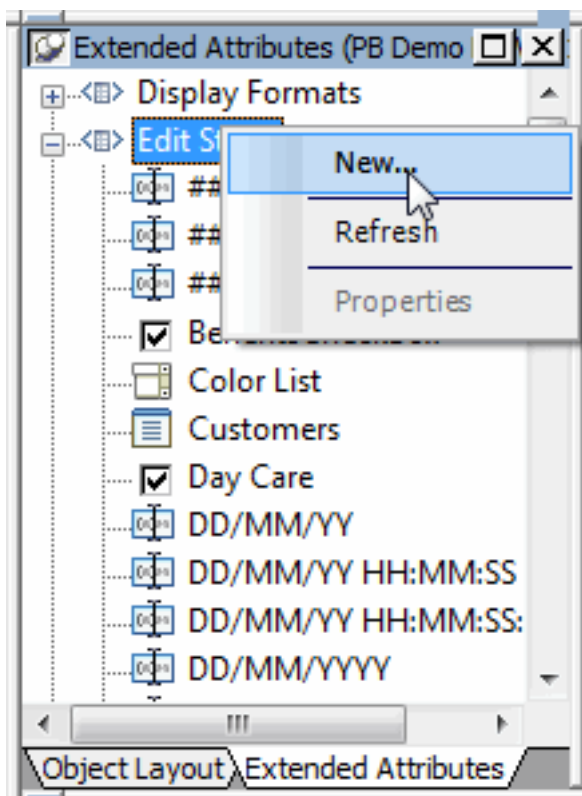 Extended Attributes (PB Demo
Display Formats
Edit
New...
##
Refresh
##
##
Properties
Color List
Customers
Day Care
DD/MM/YY
DD/MM/YY HH:MM:SS
DD/MM/YY HH:MM:SS:
DD/MM/YYYY
Object Layout
Extended Attributes